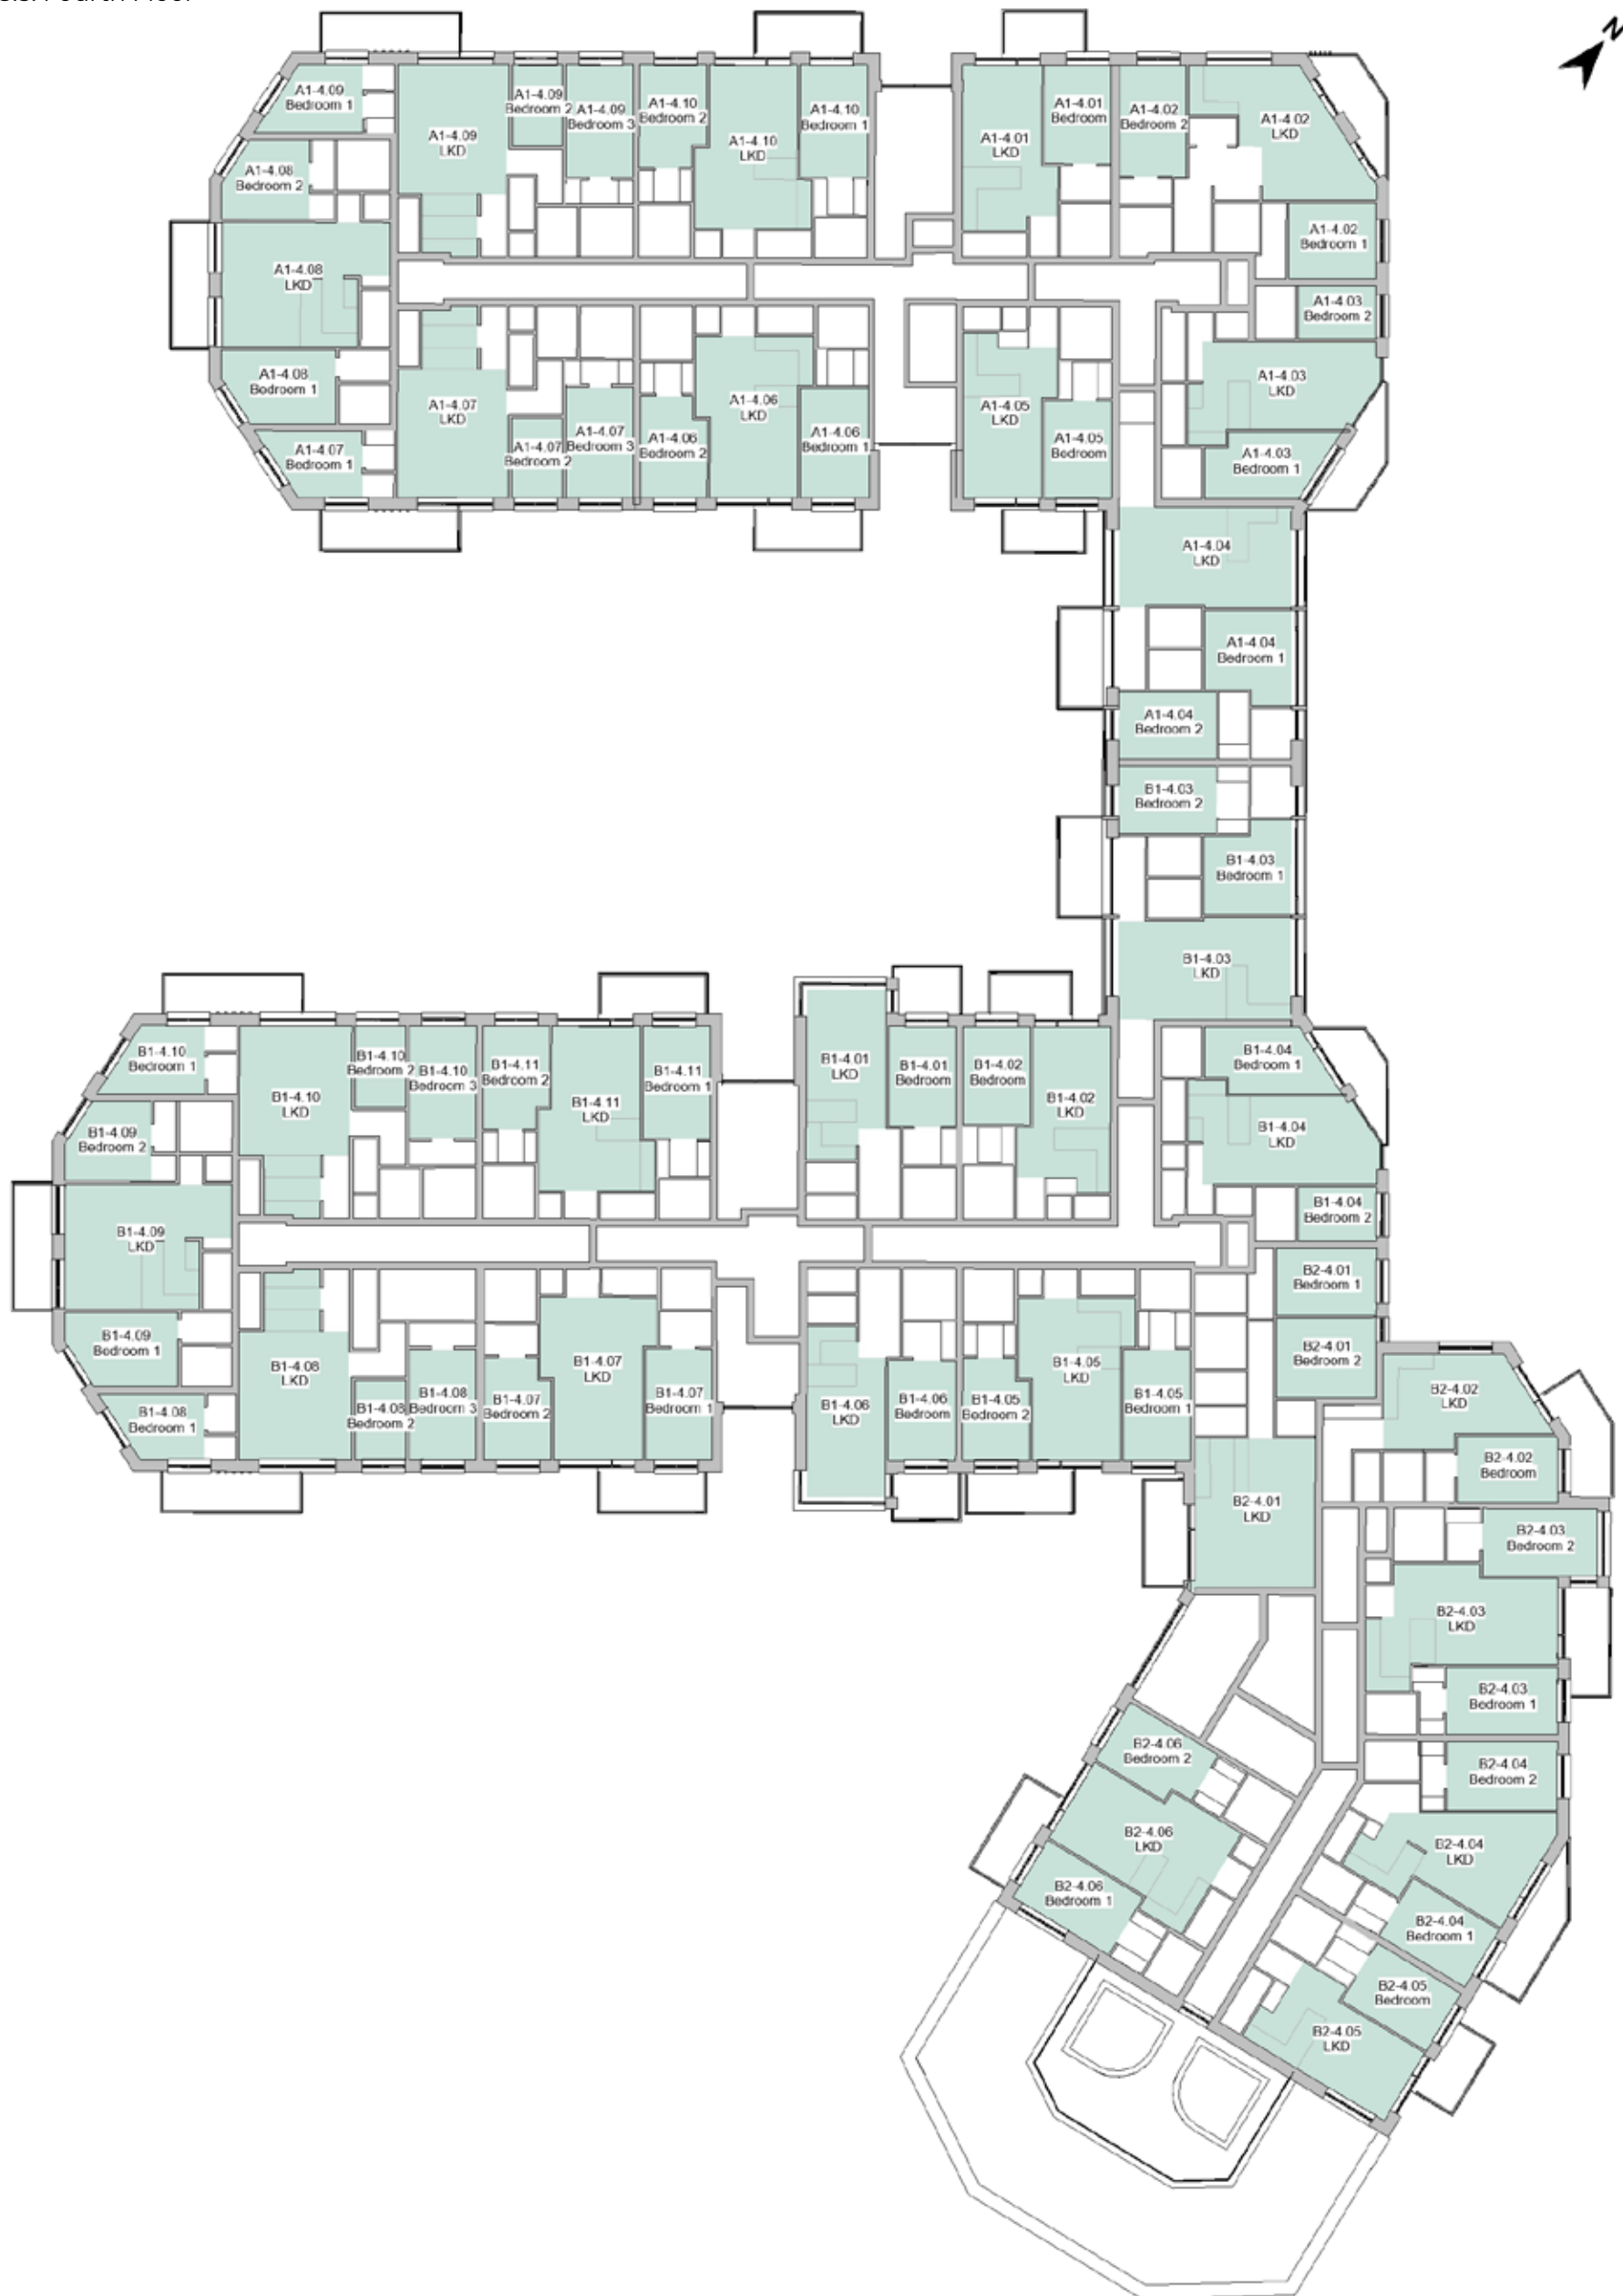 Fourth Floor
N
A1-4.09
Bedroom 1
A1-4.09
LKD
A1-4.09
Bedroom 2
A1-4.09
Bedroom 3
A1-4.10
Bedroom 2
A1-4.10
LKD
A1-4.10
Bedroom 1
A1-4.01
LKD
A1-4.01
Bedroom
A1-4.02
Bedroom 2
A1-4.02
LKD
A1-4.08
Bedroom 2
A1-4.02
Bedroom 1
A1-4.08
LKD
A1-4.03
Bedroom 2
A1-4.08
Bedroom 1
A1-4.07
LKD
A1-4.06
LKD
A1-4.05
LKD
A1-4.03
LKD
A1-4.07
Bedroom 1
A1-4.07
Bedroom 2
A1-4.07
Bedroom 3
A1-4.06
Bedroom 2
A1-4.06
Bedroom 1
A1-4.05
Bedroom
A1-4.03
Bedroom 1
A1-4.04
LKD
A1-4.04
Bedroom 1
A1-4.04
Bedroom 2
B1-4.03
Bedroom 2
B1-4.03
Bedroom 1
B1-4.03
LKD
B1-4.10
Bedroom 1
B1-4.10
LKD
B1-4.10
Bedroom 2
B1-4.10
Bedroom 3
B1-4.11
Bedroom 2
B1-4.11
LKD
B1-4.11
Bedroom 1
B1-4.01
LKD
B1-4.01
Bedroom
B1-4.02
Bedroom
B1-4.02
LKD
B1-4.04
Bedroom 1
B1-4.09
Bedroom 2
B1-4.04
LKD
B1-4.09
LKD
B1-4.04
Bedroom 2
B2-4.01
Bedroom 1
B1-4.09
Bedroom 1
B1-4.08
LKD
B1-4.07
LKD
B1-4.05
LKD
B2-4.01
Bedroom 2
B1-4.08
Bedroom 1
B1-4.08
Bedroom 2
B1-4.08
Bedroom 3
B1-4.07
Bedroom 2
B1-4.07
Bedroom 1
B1-4.06
LKD
B1-4.06
Bedroom
B1-4.05
Bedroom 2
B1-4.05
Bedroom 1
B2-4.02
LKD
B2-4.02
Bedroom
B2-4.01
LKD
B2-4.03
Bedroom 2
B2-4.03
LKD
B2-4.03
Bedroom 1
B2-4.06
Bedroom 2
B2-4.04
Bedroom 2
B2-4.06
LKD
B2-4.04
LKD
B2-4.06
Bedroom 1
B2-4.04
Bedroom 1
B2-4.05
Bedroom
B2-4.05
LKD